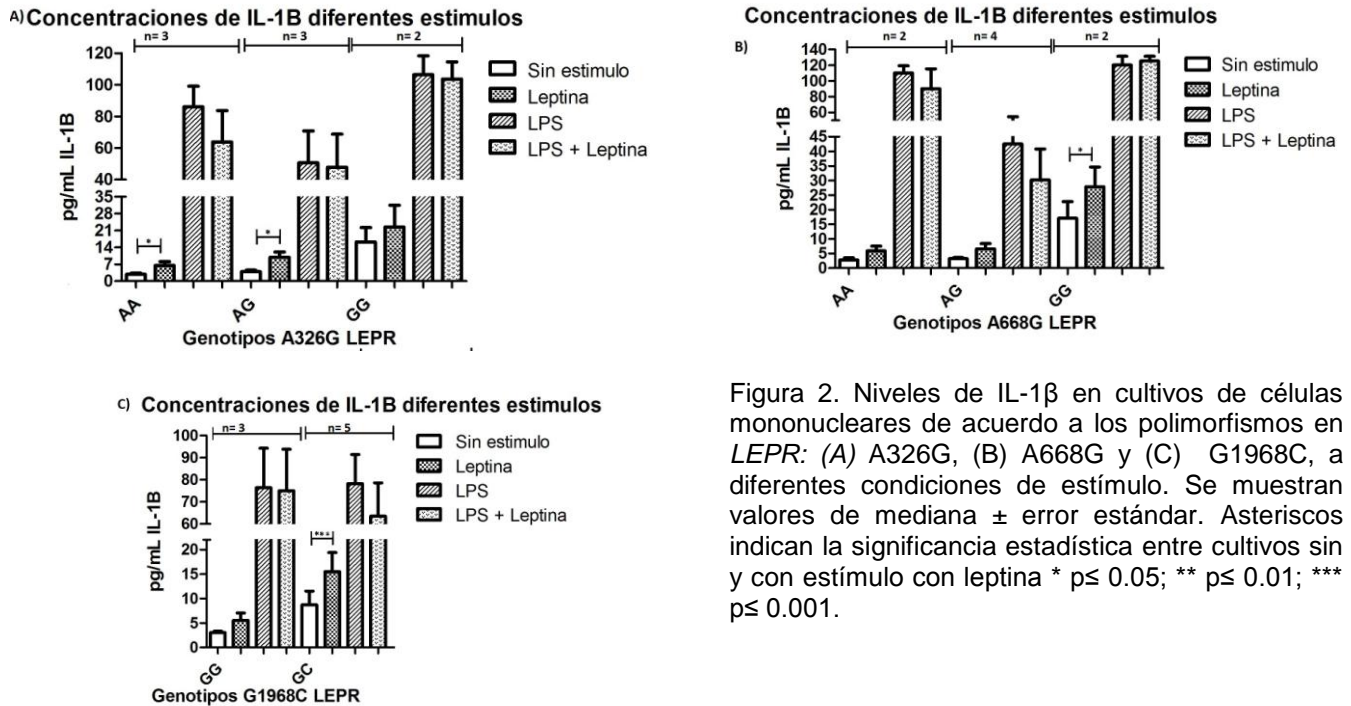 A) Concentraciones de IL-1B diferentes estimulos
n= 3
n= 3
n= 2
pg/mL IL-1B
120
100
80
60
40
35
28
21
14
7
0
*
*
AA
AG
GG
Genotipos A326G LEPR
Sin estimulo
Leptina
LPS
LPS + Leptina
Concentraciones de IL-1B diferentes estimulos
B)
n= 2
n= 4
n= 2
pg/mL IL-1B
140
120
100
80
60
45
40
35
30
25
20
15
10
5
0
*
AA
AG
GG
Genotipos A668G LEPR
Sin estimulo
Leptina
LPS
LPS + Leptina
C) Concentraciones de IL-1B diferentes estimulos
n= 3
n= 5
pg/mL IL-1B
100
90
80
70
60
20
15
10
5
0
GG
GC
Genotipos G1968C LEPR
Sin estimulo
Leptina
LPS
LPS + Leptina
Figura 2. Niveles de IL-1β en cultivos de células
mononucleares de acuerdo a los polimorfismos en
LEPR: (A) A326G, (B) A668G y (C) G1968C, a
diferentes condiciones de estímulo. Se muestran
valores de mediana ± error estándar. Asteriscos
indican la significancia estadística entre cultivos sin
y con estímulo con leptina * p≤ 0.05; ** p≤ 0.01; ***
p≤ 0.001.